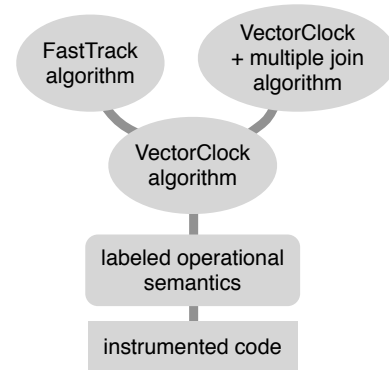 FastTrack
algorithm
VectorClock
+ multiple join
algorithm
VectorClock
algorithm
labeled operational
semantics
instrumented code